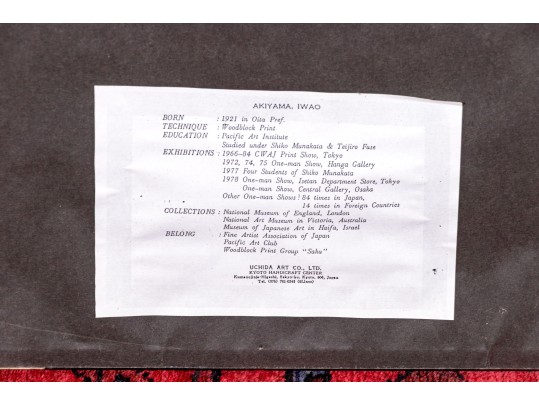 AKIYAMA, IWAO
BORN : 1921 in Oita Pref.
TECHNIQUE : Woodblock Print
EDUCATION : Pacific Art Institute
Studied under Shiko Munakata & Teijiro Fuse
EXHIBITIONS : 1966-84 CWAJ Print Show, Tokyo
1972, 74, 75 One-man Show, Hanga Gallery
1977 Four Students of Shiko Munakata
1978 One-man Show, Isetan Department Store, Tokyo
One-man Show, Central Gallery, Osaka
Other One-man Shows: 84 times in Japan,
14 times in Foreign Countries
COLLECTIONS : National Museum of England, London
National Art Museum in Victoria, Australia
Museum of Japanese Art in Haifa, Israel
BELONG : Fine Artist Association of Japan
Pacific Art Club
Woodblock Print Group "Saku"
UCHIDA ART CO., LTD.
KYOTO HANDICRAFT CENTER
Kyoto, Japan
Tel.